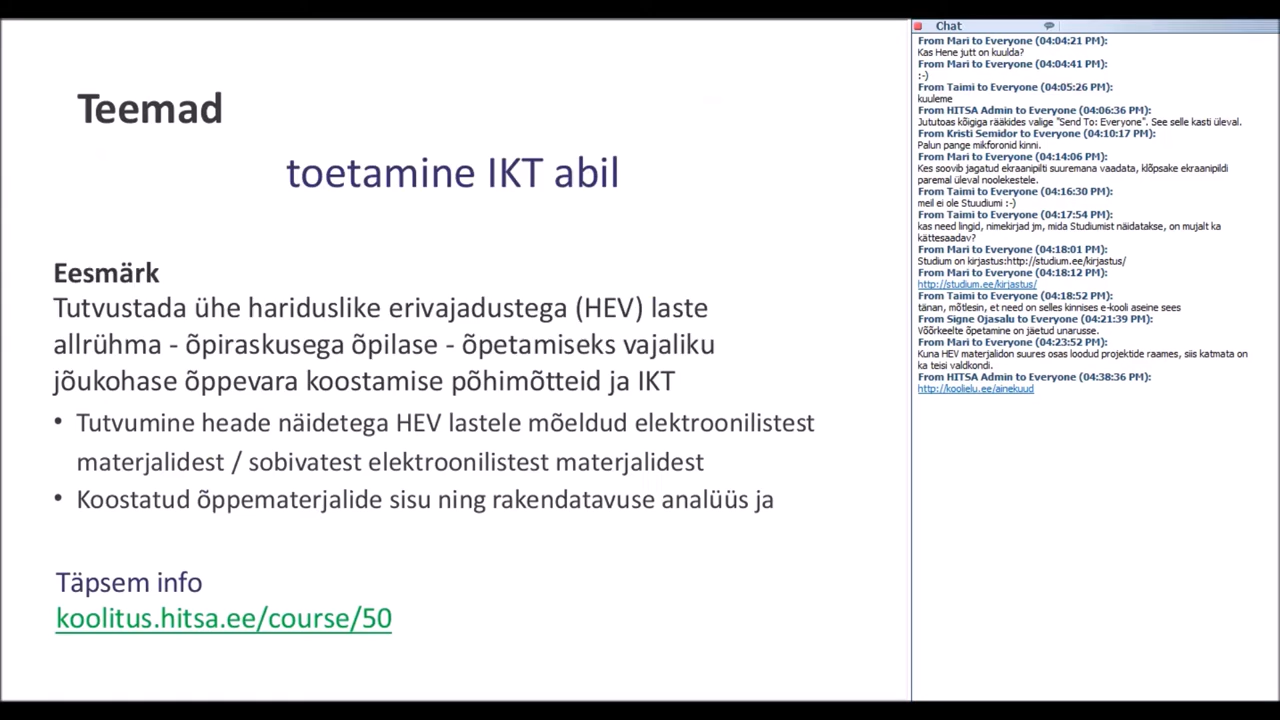 Teemad
toetamine IKT abil
Eesmärk
Tutvustada ühe hariduslike erivajadustega (HEV) laste
allrühma - õpiraskusega õpilase - õpetamiseks vajaliku
jõukohase õppevara koostamise põhimõtteid ja IKT
• Tutvumine heade näidetega HEV lastele mõeldud elektroonilistest
materjalidest / sobivatest elektroonilistest materjalidest
• Koostatud õppematerjalide sisu ning rakendatavuse analüüs ja
Täpsem info
koolitus.hitsa.ee/course/50
Chat
From Mari to Everyone (04:04:21 PM):
Kas Hene jutt on kuulda?
From Mari to Everyone (04:04:41 PM):
:-)
From Taimi to Everyone (04:05:26 PM):
kuuleme
From HITSA Admin to Everyone (04:06:36 PM):
Jututoas kõigiga rääkides valige "Send To: Everyone". See selle kasti üleval.
From Kristi Semidor to Everyone (04:10:17 PM):
Palun pange mikforonid kinni.
From Mari to Everyone (04:14:06 PM):
Kes soovib jagatud ekraanipilti suuremana vaadata, klõpsake ekraanipildi
paremal üleval noolekestele.
From Taimi to Everyone (04:16:30 PM):
meil ei ole Stuudiumi :-)
From Taimi to Everyone (04:17:54 PM):
kas need lingid, nimekirjad jm, mida Studiumist näidatakse, on mujalt ka
kättesaadav?
From Mari to Everyone (04:18:01 PM):
Studium on kirjastus:http://studium.ee/kirjastus/
From Mari to Everyone (04:18:12 PM):
http://studium.ee/kirjastus/
From Taimi to Everyone (04:18:52 PM):
tänan, mõtlesin, et need on selles kinnises e-kooli aseine sees
From Signe Ojasalu to Everyone (04:21:39 PM):
Võõrkeelte õpetamine on jäetud unarusse.
From Mari to Everyone (04:23:52 PM):
Kuna HEV materjalidon suures osas loodud projektide raames, siis katmata on
ka teisi valdkondi.
From HITSA Admin to Everyone (04:38:36 PM):
http://koolielu.ee/ainekuud